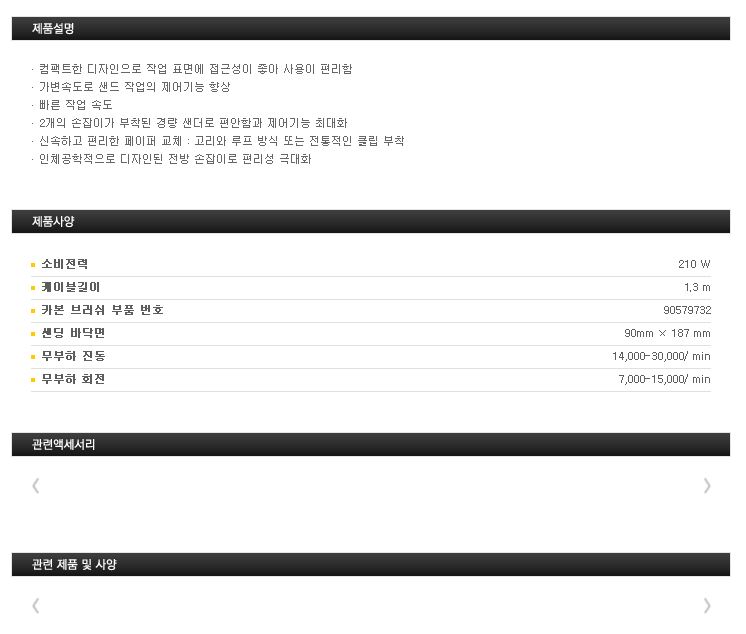 제품설명
· 컴팩트한 디자인으로 작업 표면에 접근성이 좋아 사용이 편리함
· 가변속도로 샌드 작업의 제어기능 향상
· 빠른 작업 속도
· 2개의 손잡이가 부착된 경량 샌더로 편안함과 제어기능 최대화
· 신속하고 편리한 페이퍼 교체 : 고리와 루프 방식 또는 전통적인 클립 부착
· 인체공학적으로 디자인된 전방 손잡이로 편리성 극대화
제품사양
소비전력 210 W
케이블길이 1.3 m
카본 브러쉬 부품 번호 90579732
샌딩 바닥면 90mm × 187 mm
무부하 진동 14,000-30,000/ min
무부하 회전 7,000-15,000/ min
관련액세서리
관련 제품 및 사양